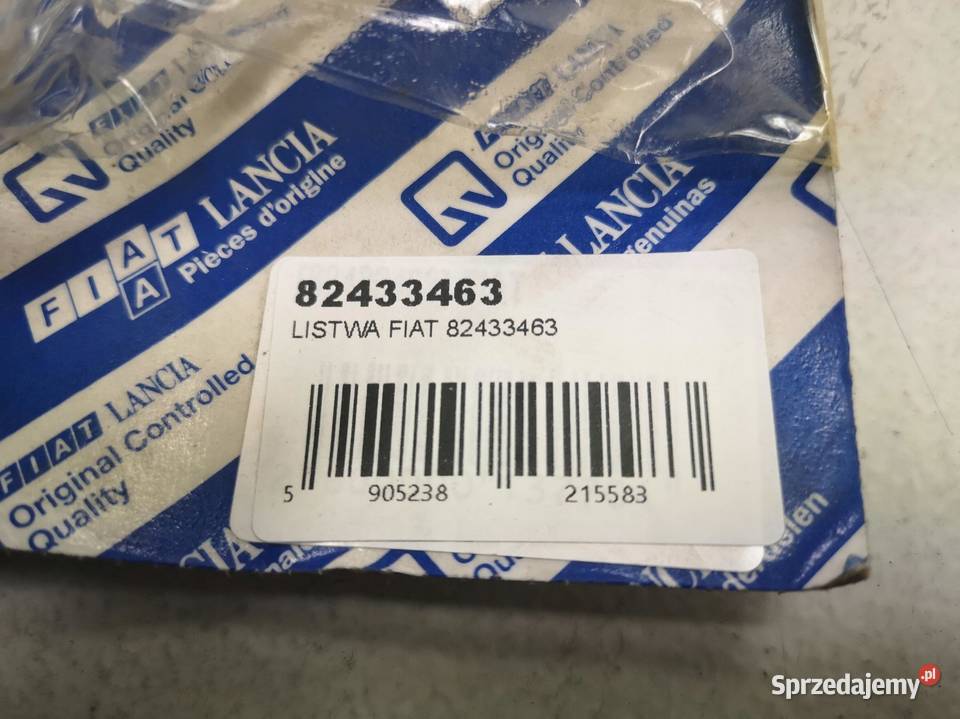 FIAT LANCIA
Original Controlled
Quality
Original Controlled
Quality
FIAT LANCIA
A A
Pièces d'origine
LANCIA
82433463
LISTWA FIAT 82433463
FIAT LANCIA
Original Controlled
Quality
5 905238 215583
Sprzedajemy.pl